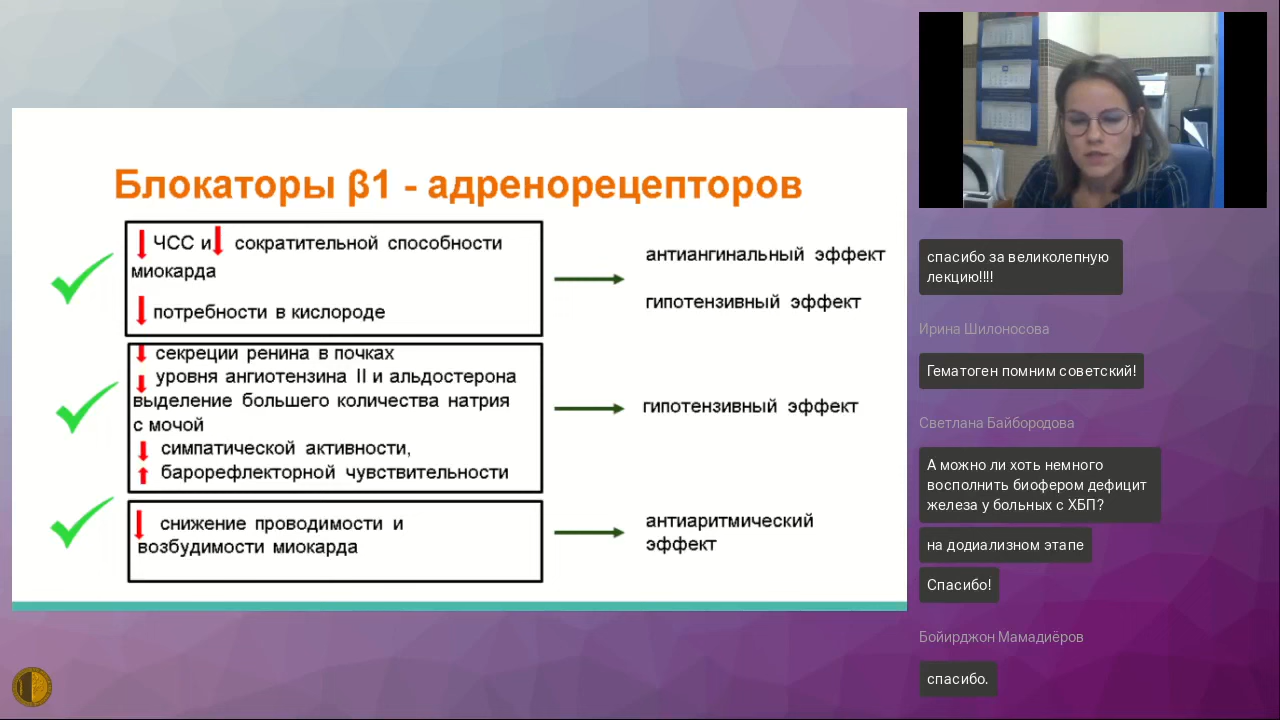 Блокаторы β1 - адренорецепторов
ЧСС и сократительной способности
миокарда
потребности в кислороде
антиангинальный эффект
гипотензивный эффект
секреции ренина в почках
уровня ангиотензина II и альдостерона
выделение большего количества натрия
с мочой
симпатической активности,
барорефлекторной чувствительности
гипотензивный эффект
снижение проводимости и
возбудимости миокарда
антиаритмический
эффект
спасибо за великолепную
лекцию!!!!
Ирина Шилоносова
Гематоген помним советский!
Светлана Байбородова
А можно ли хоть немного
восполнить биофером дефицит
железа у больных с ХБП?
на додиализном этапе
Спасибо!
Бойирджон Мамадиёров
спасибо.